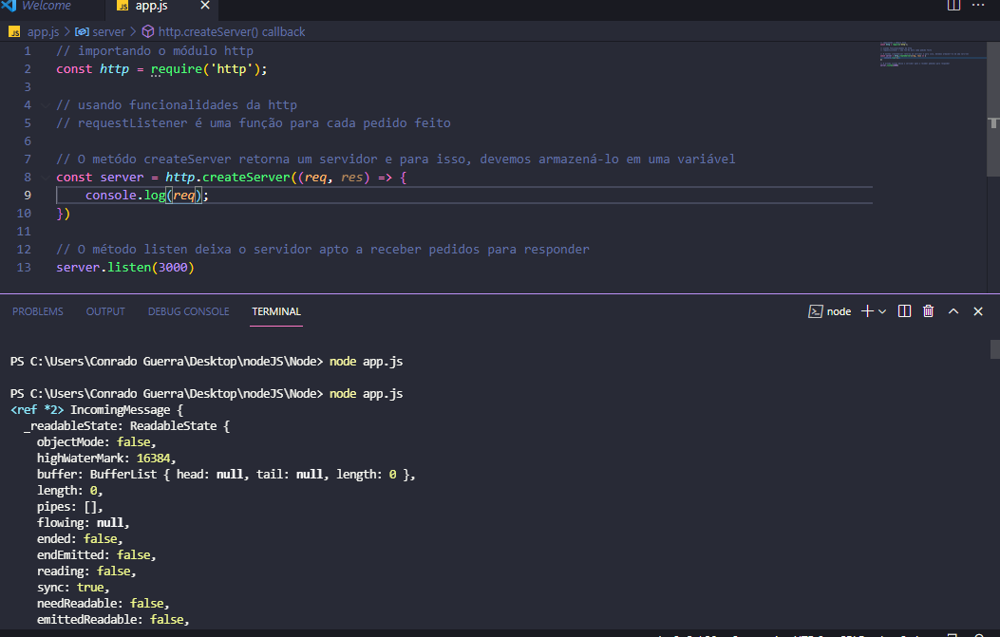 Welcome
JS app.js
JS app.js > server > http.createServer() callback
1 // importando o módulo http
2 const http = require('http');
3
4 // usando funcionalidades da http
5 // requestListener é uma função para cada pedido feito
6
7 // O metódo createServer retorna um servidor e para isso, devemos armazená-lo em uma variável
8 const server = http.createServer((req, res) => {
9 console.log(req);
10 })
11
12 // O método listen deixa o servidor apto a receber pedidos para responder
13 server.listen(3000)
PROBLEMS OUTPUT DEBUG CONSOLE TERMINAL node
PS C:\Users\Conrado Guerra\Desktop\nodeJS\Node> node app.js
PS C:\Users\Conrado Guerra\Desktop\nodeJS\Node> node app.js
<ref *2> IncomingMessage {
_readableState: ReadableState {
objectMode: false,
highWaterMark: 16384,
buffer: BufferList { head: null, tail: null, length: 0 },
length: 0,
pipes: [],
flowing: null,
ended: false,
endEmitted: false,
reading: false,
sync: true,
needReadable: false,
emittedReadable: false,